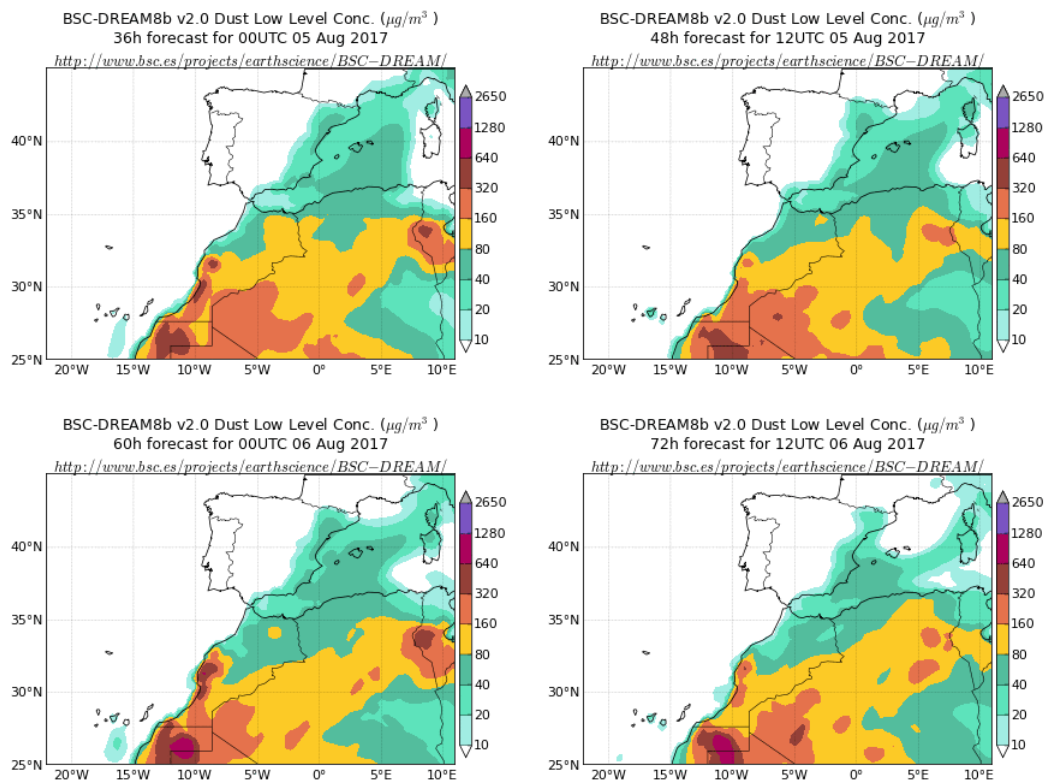 BSC-DREAM8b v2.0 Dust Low Level Conc. (μg/m³ )
36h forecast for 00UTC 05 Aug 2017
http://www.bsc.es/projects/earthscience/BSC−DREAM/
40°N
35°N
30°N
25°N
20°W 15°W 10°W 5°W 0° 5°E 10°E
2650
1280
640
320
160
80
40
20
10
BSC-DREAM8b v2.0 Dust Low Level Conc. (μg/m³ )
48h forecast for 12UTC 05 Aug 2017
http://www.bsc.es/projects/earthscience/BSC−DREAM/
40°N
35°N
30°N
25°N
20°W 15°W 10°W 5°W 0° 5°E 10°E
2650
1280
640
320
160
80
40
20
10
BSC-DREAM8b v2.0 Dust Low Level Conc. (μg/m³ )
60h forecast for 00UTC 06 Aug 2017
http://www.bsc.es/projects/earthscience/BSC−DREAM/
40°N
35°N
30°N
25°N
20°W 15°W 10°W 5°W 0° 5°E 10°E
2650
1280
640
320
160
80
40
20
10
BSC-DREAM8b v2.0 Dust Low Level Conc. (μg/m³ )
72h forecast for 12UTC 06 Aug 2017
http://www.bsc.es/projects/earthscience/BSC−DREAM/
40°N
35°N
30°N
25°N
20°W 15°W 10°W 5°W 0° 5°E 10°E
2650
1280
640
320
160
80
40
20
10